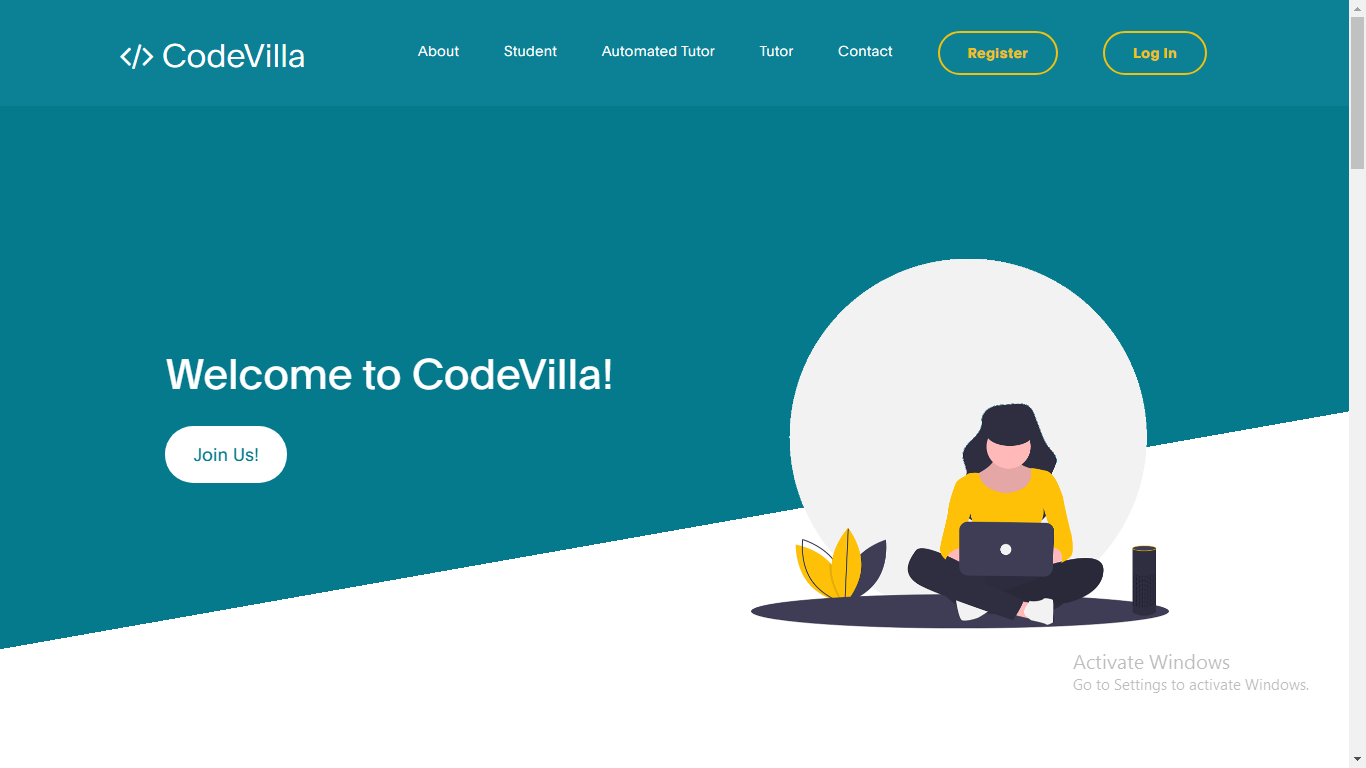 </> CodeVilla
About Student Automated Tutor Tutor Contact Register Log In
Welcome to CodeVilla!
Join Us!
Activate Windows
Go to Settings to activate Windows.